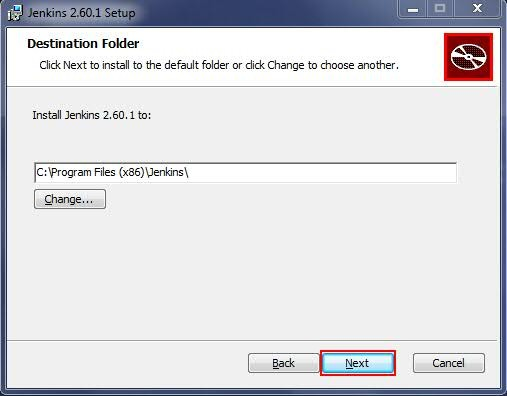 Jenkins 2.60.1 Setup
Destination Folder
Click Next to install to the default folder or click Change to choose another.
Install Jenkins 2.60.1 to:
C:\Program Files (x86)\Jenkins\
Change...
Back Next Cancel